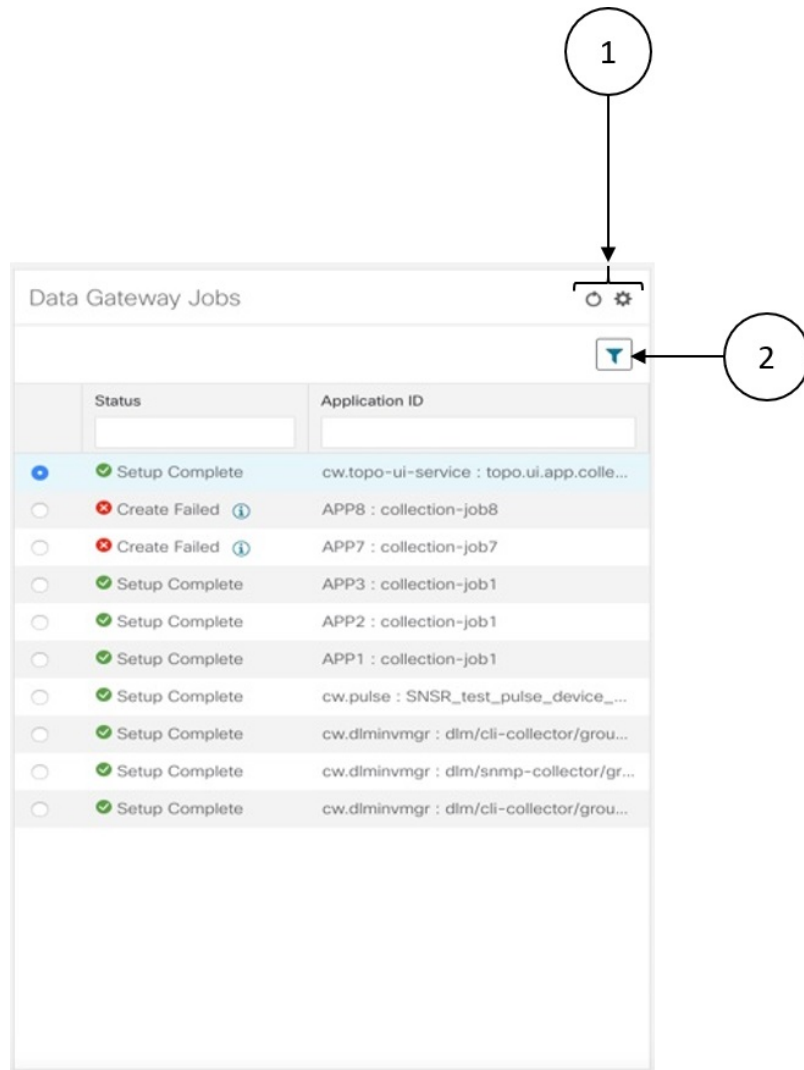 1
Data Gateway Jobs
2
Status Application ID
Setup Complete cw.topo-ui-service : topo.ui.app.colle...
Create Failed APP8 : collection-job8
Create Failed APP7 : collection-job7
Setup Complete APP3 : collection-job1
Setup Complete APP2 : collection-job1
Setup Complete APP1 : collection-job1
Setup Complete cw.pulse : SNSR_test_pulse_device_...
Setup Complete cw.dlminvmgr : dlm/cli-collector/grou...
Setup Complete cw.dlminvmgr : dlm/snmp-collector/gr...
Setup Complete cw.dlminvmgr : dlm/cli-collector/grou...